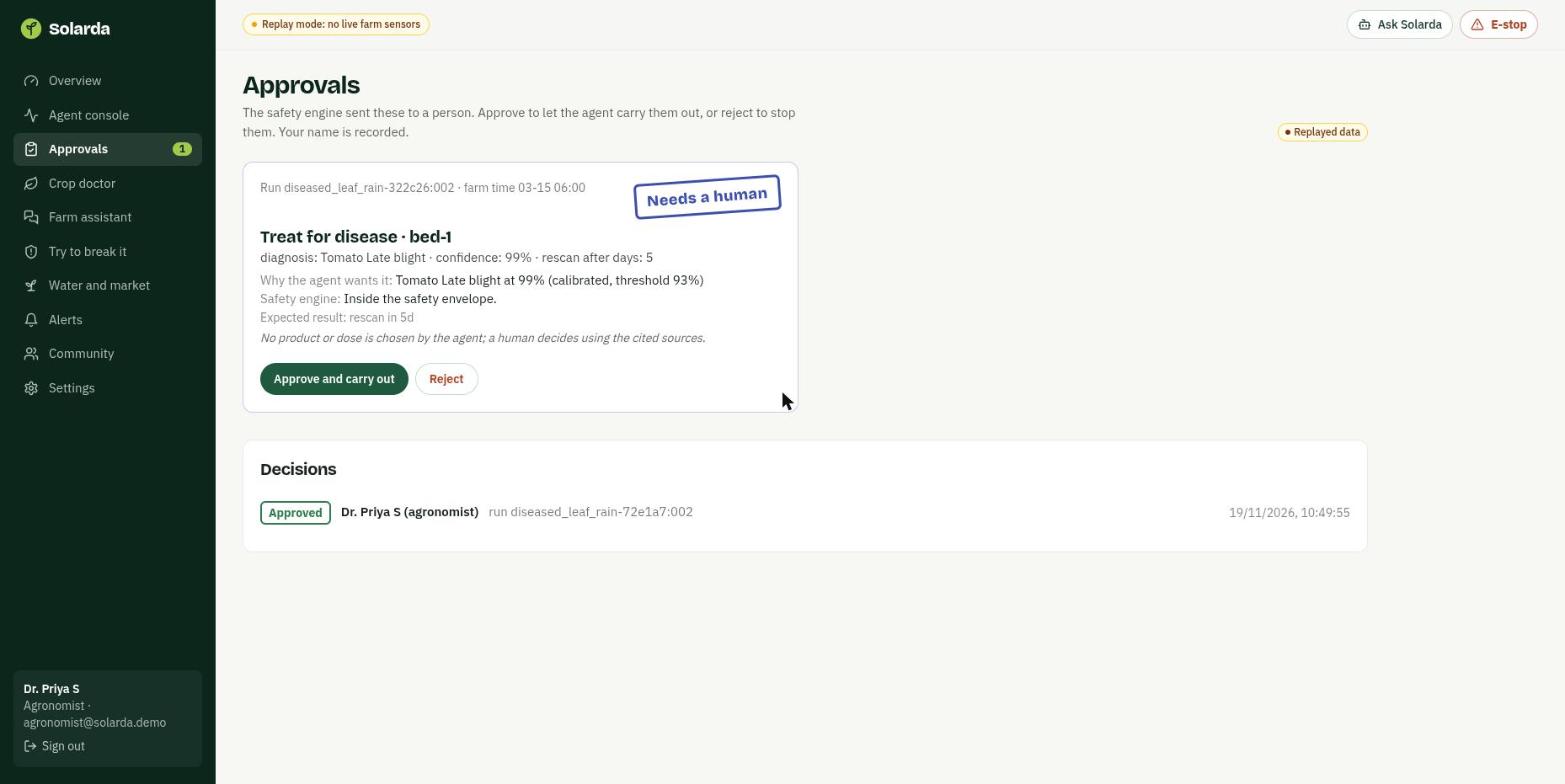 Solarda
Overview
Agent console
Approvals 1
Crop doctor
Farm assistant
Try to break it
Water and market
Alerts
Community
Settings
Dr. Priya S
Agronomist ·
agronomist@solarda.demo
Sign out
Replay mode: no live farm sensors
Ask Solarda
E-stop
Approvals
The safety engine sent these to a person. Approve to let the agent carry them out, or reject to stop
them. Your name is recorded.
Replayed data
Run diseased_leaf_rain-322c26:002 · farm time 03-15 06:00
Needs a human
Treat for disease · bed-1
diagnosis: Tomato Late blight · confidence: 99% · rescan after days: 5
Why the agent wants it: Tomato Late blight at 99% (calibrated, threshold 93%)
Safety engine: Inside the safety envelope.
Expected result: rescan in 5d
No product or dose is chosen by the agent; a human decides using the cited sources.
Approve and carry out
Reject
Decisions
Approved Dr. Priya S (agronomist) run diseased_leaf_rain-72e1a7:002 19/11/2026, 10:49:55